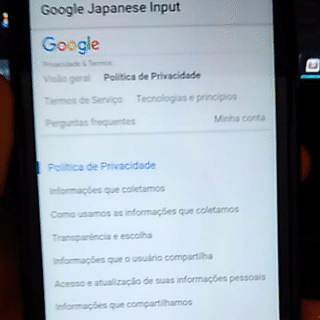 Google Japanese Input
Google
Privacidade & Termos
Visão geral Política de Privacidade
Termos de Serviço Tecnologias e princípios
Perguntas frequentes Minha conta
Política de Privacidade
Informações que coletamos
Como usamos as informações que coletamos
Transparência e escolha
Informações que o usuário compartilha
Acesso e atualização de suas informações pessoais
Informações que compartilhamos